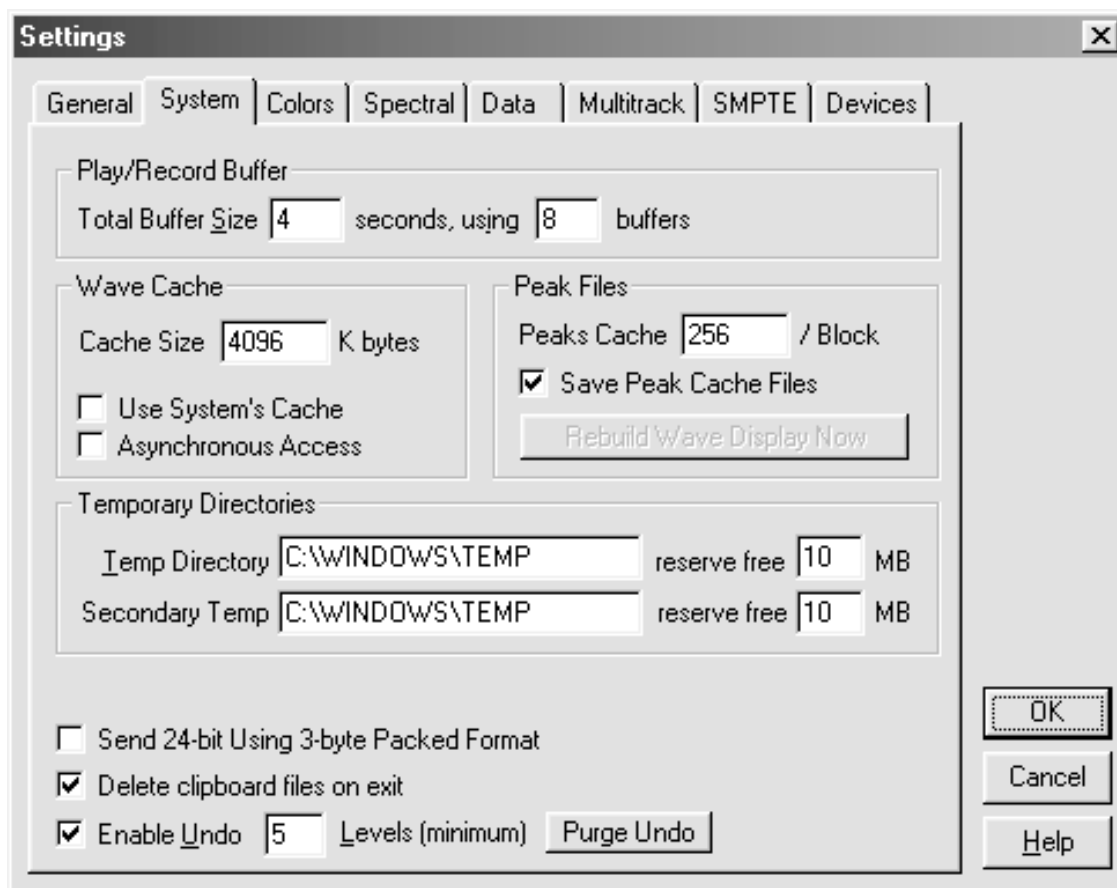 Settings
General System Colors Spectral Data Multitrack SMPTE Devices
Play/Record Buffer
Total Buffer Size 4 seconds, using 8 buffers
Wave Cache
Cache Size 4096 K bytes
Use System's Cache
Asynchronous Access
Peak Files
Peaks Cache 256 / Block
Save Peak Cache Files
Rebuild Wave Display Now
Temporary Directories
Temp Directory C:\WINDOWS\TEMP reserve free 10 MB
Secondary Temp C:\WINDOWS\TEMP reserve free 10 MB
Send 24-bit Using 3-byte Packed Format
Delete clipboard files on exit
Enable Undo 5 Levels (minimum) Purge Undo
OK
Cancel
Help